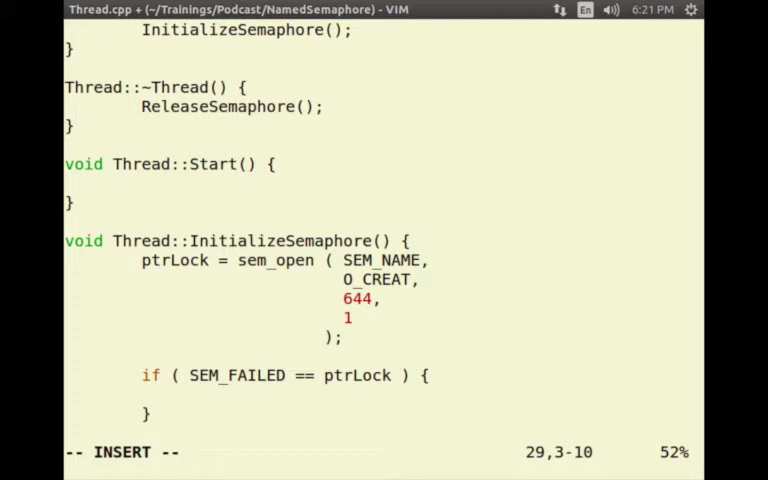 Thread.cpp + (~/Trainings/Podcast/NamedSemaphore) - VIM En 6:21 PM
InitializeSemaphore();
}
Thread::~Thread() {
ReleaseSemaphore();
}
void Thread::Start() {
}
void Thread::InitializeSemaphore() {
ptrLock = sem_open ( SEM_NAME,
O_CREAT,
644,
1
);
if ( SEM_FAILED == ptrLock ) {
}
-- INSERT -- 29,3-10 52%